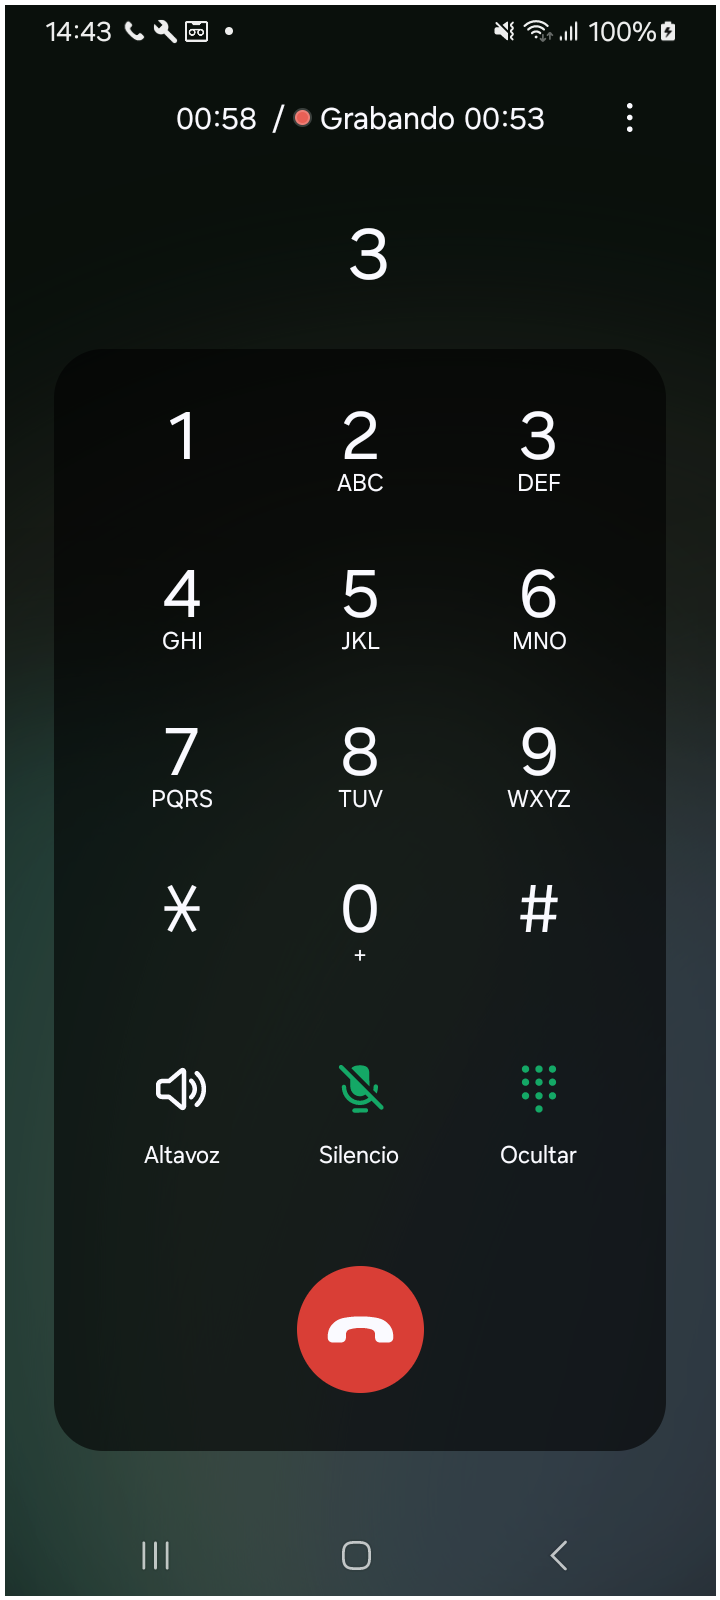 14:43 100%
00:58 / Grabando 00:53
3
1 2 3
ABC DEF
4 5 6
GHI JKL MNO
7 8 9
PQRS TUV WXYZ
* 0 #
+
Altavoz Silencio Ocultar